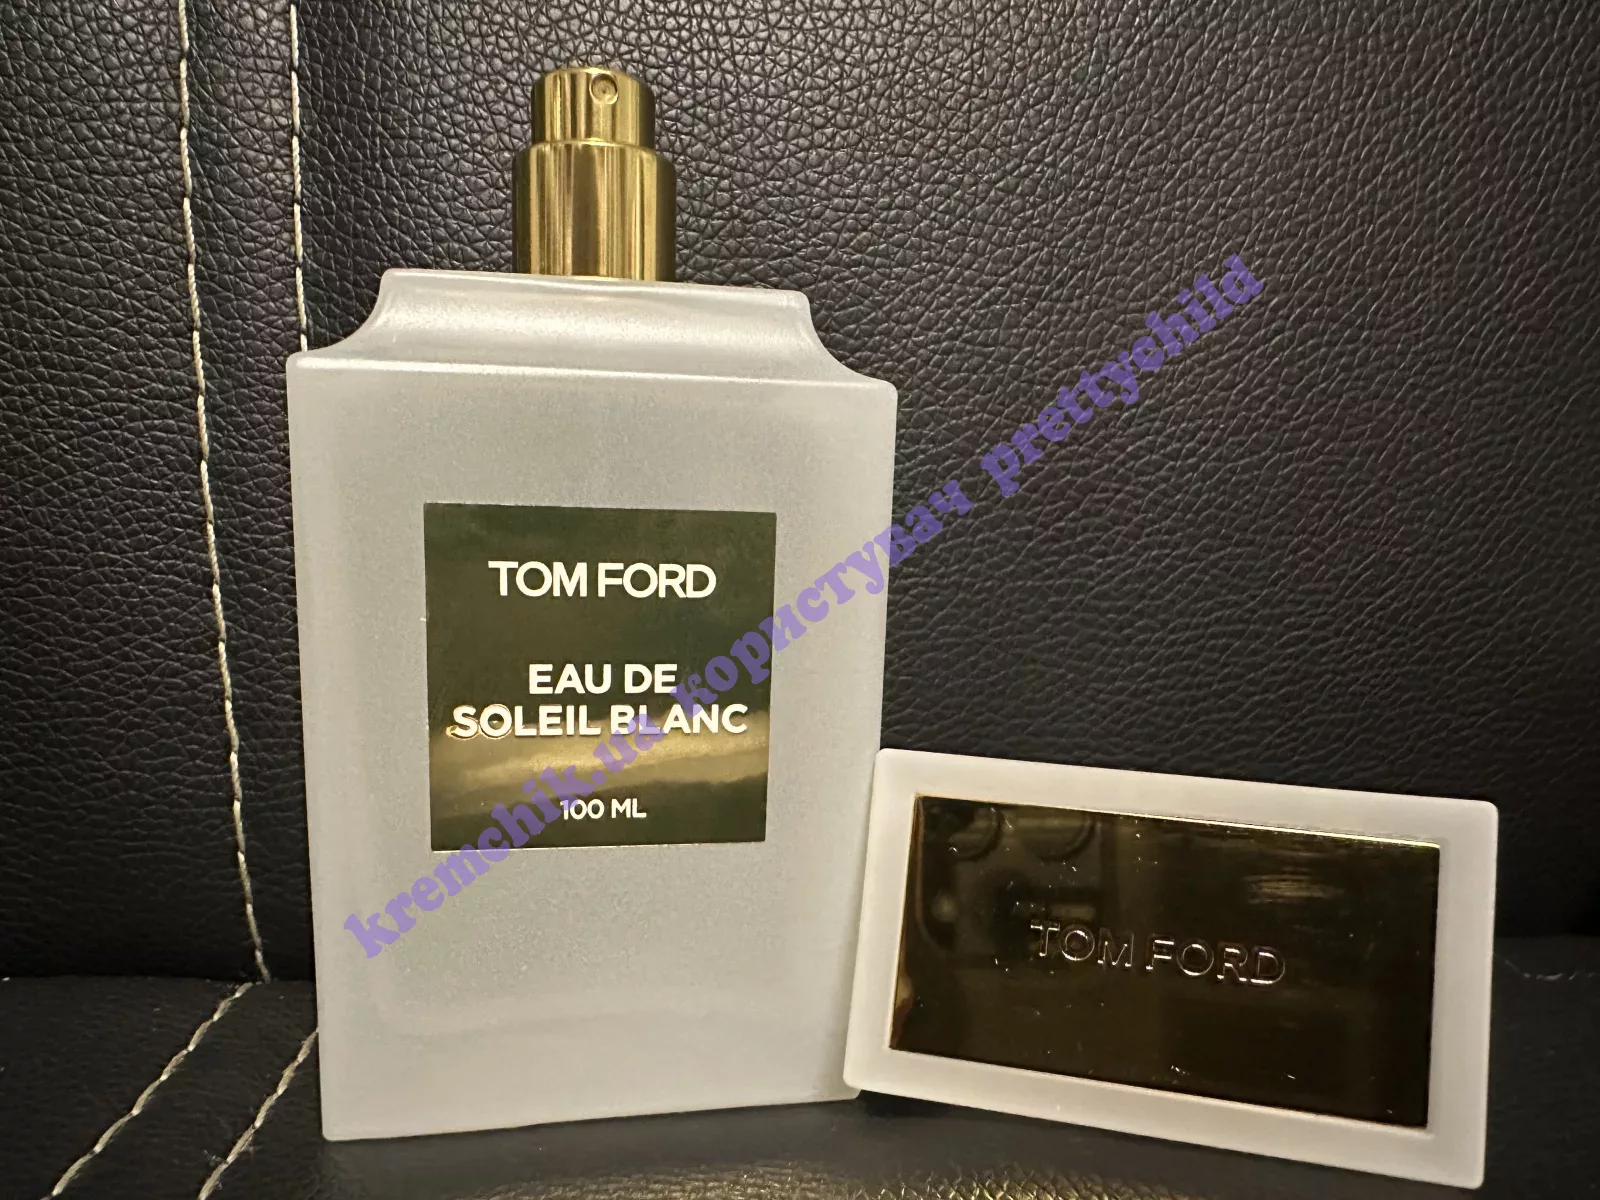 TOM FORD
EAU DE
SOLEIL BLANC
100 ML
TOM FORD
kremchik.ua користувач prettychild